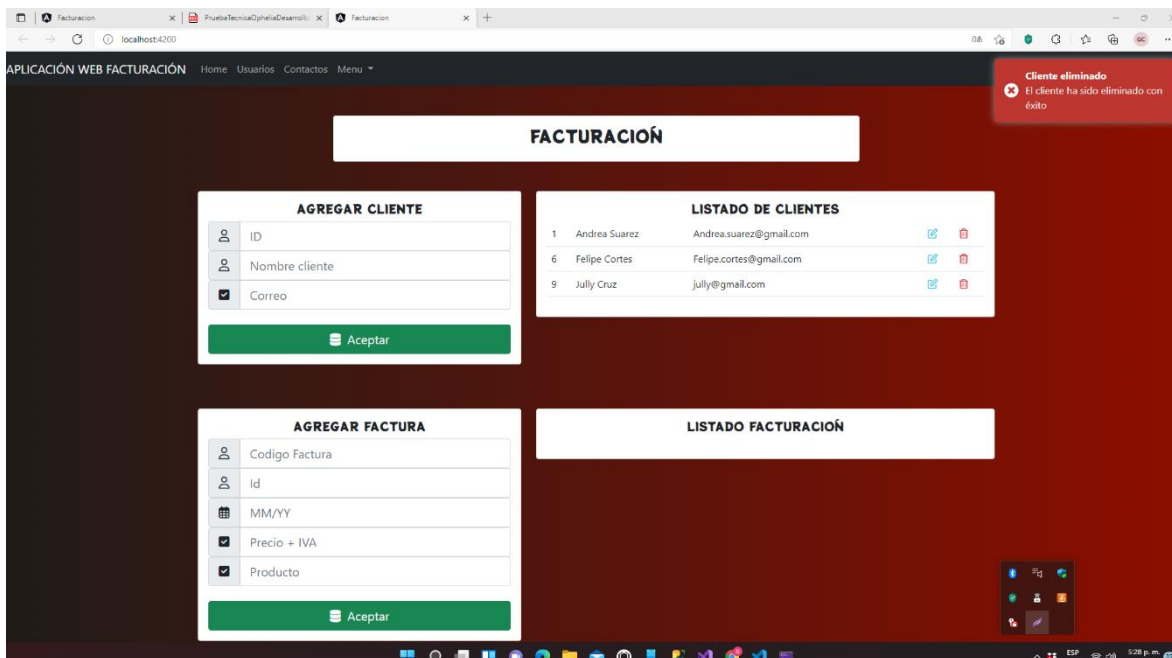 Facturacion
PruebaTecnicaOpheliaDesarroll
Facturacion
localhost:4200
APLICACIÓN WEB FACTURACIÓN Home Usuarios Contactos Menu
Cliente eliminado
El cliente ha sido eliminado con
éxito
FACTURACIOŃ
AGREGAR CLIENTE
ID
Nombre cliente
Correo
Aceptar
LISTADO DE CLIENTES
1 Andrea Suarez Andrea.suarez@gmail.com
6 Felipe Cortes Felipe.cortes@gmail.com
9 Jully Cruz jully@gmail.com
AGREGAR FACTURA
Codigo Factura
Id
MM/YY
Precio + IVA
Producto
Aceptar
LISTADO FACTURACIOŃ
ESP
5:28 p. m.